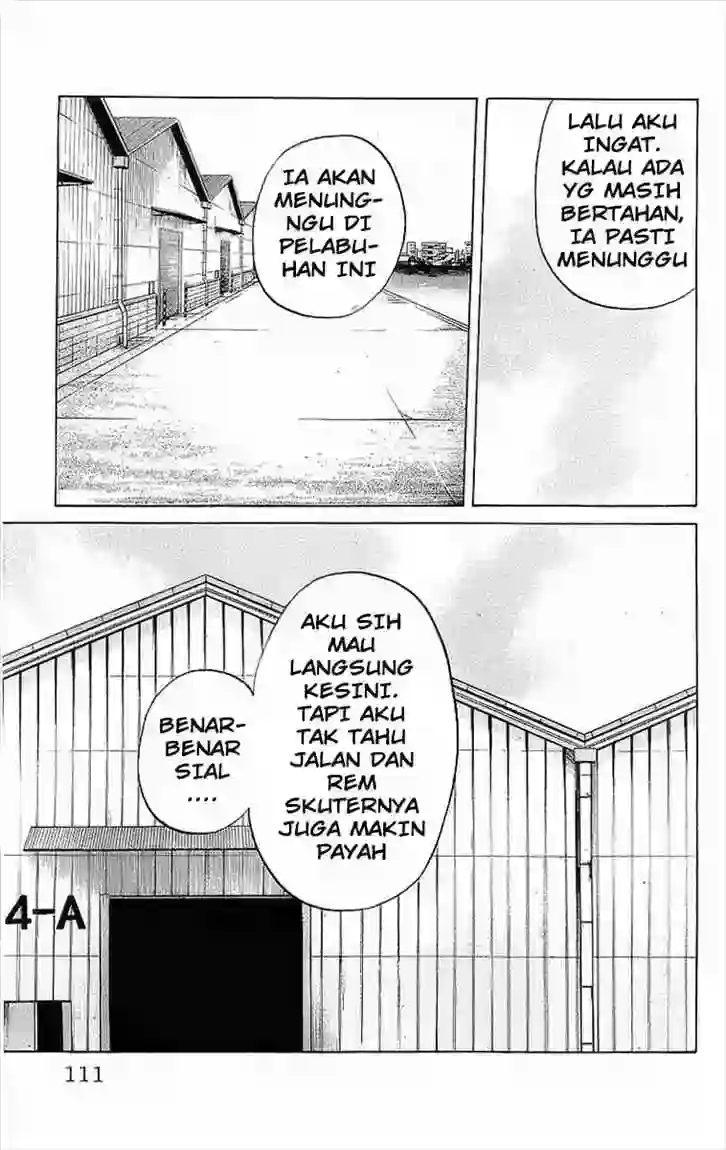 LALU AKU
INGAT.
KALAU ADA
YG MASIH
BERTAHAN,
IA PASTI
MENUNGGU
IA AKAN
MENUNG-
NGU DI
PELABU-
HAN INI
AKU SIH
MAU
LANGSUNG
KESINI.
TAPI AKU
TAK TAHU
JALAN DAN
REM
SKUTERNYA
JUGA MAKIN
PAYAH
BENAR-
BENAR
SIAL
....
4-A
111